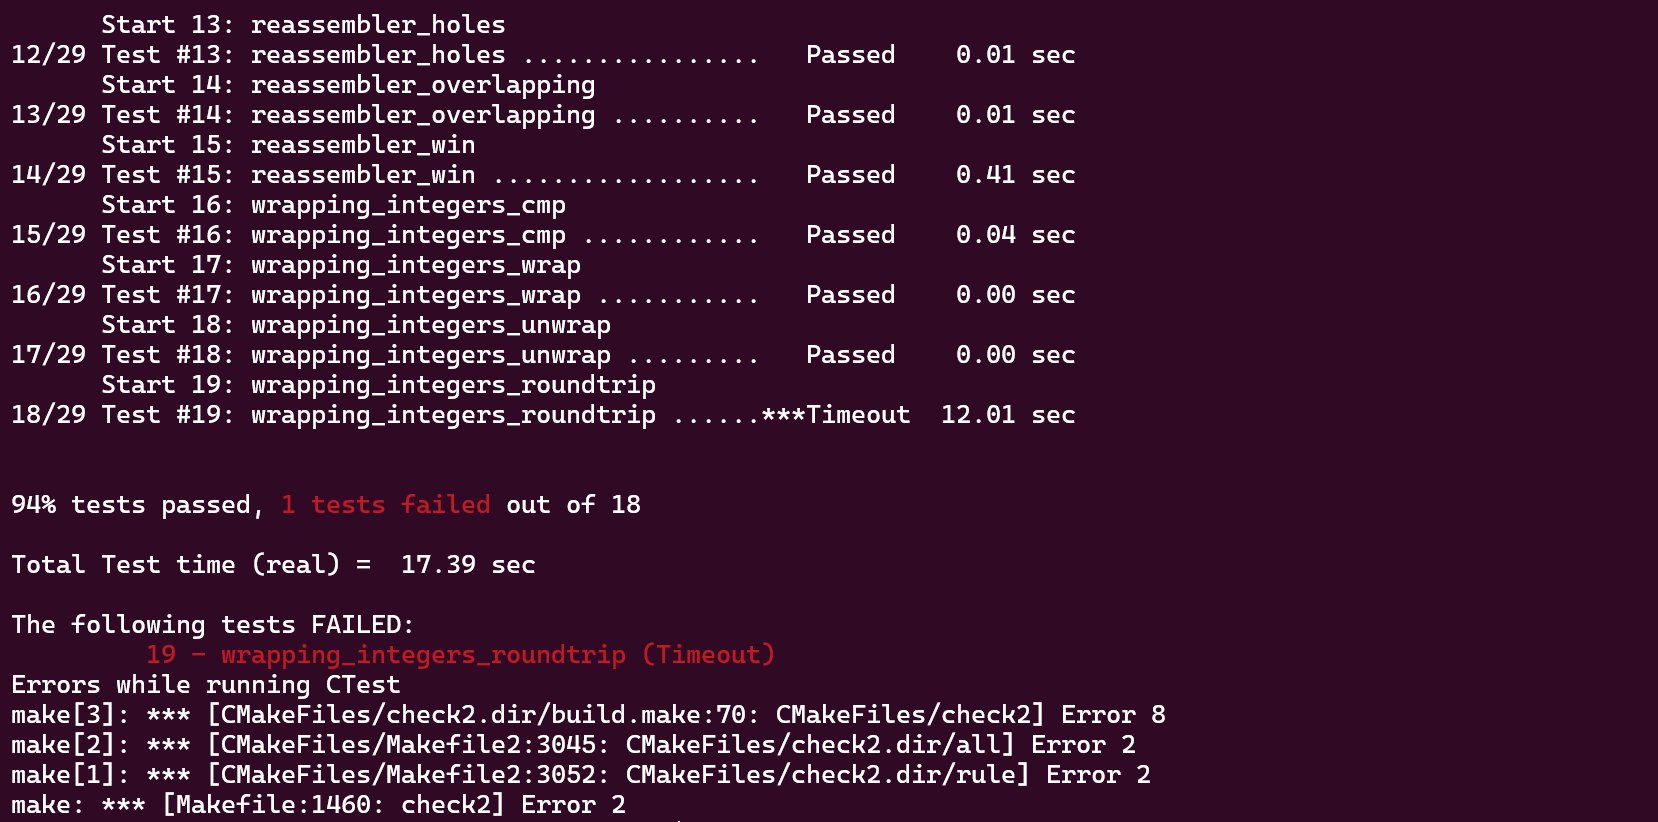 Start 13: reassembler_holes
12/29 Test #13: reassembler_holes ................   Passed    0.01 sec
Start 14: reassembler_overlapping
13/29 Test #14: reassembler_overlapping ..........   Passed    0.01 sec
Start 15: reassembler_win
14/29 Test #15: reassembler_win ..................   Passed    0.41 sec
Start 16: wrapping_integers_cmp
15/29 Test #16: wrapping_integers_cmp ............   Passed    0.04 sec
Start 17: wrapping_integers_wrap
16/29 Test #17: wrapping_integers_wrap ...........   Passed    0.00 sec
Start 18: wrapping_integers_unwrap
17/29 Test #18: wrapping_integers_unwrap .........   Passed    0.00 sec
Start 19: wrapping_integers_roundtrip
18/29 Test #19: wrapping_integers_roundtrip ......***Timeout  12.01 sec
94% tests passed, 1 tests failed out of 18
Total Test time (real) =  17.39 sec
The following tests FAILED:
19 - wrapping_integers_roundtrip (Timeout)
Errors while running CTest
make[3]: *** [CMakeFiles/check2.dir/build.make:70: CMakeFiles/check2] Error 8
make[2]: *** [CMakeFiles/Makefile2:3045: CMakeFiles/check2.dir/all] Error 2
make[1]: *** [CMakeFiles/Makefile2:3052: CMakeFiles/check2.dir/rule] Error 2
make: *** [Makefile:1460: check2] Error 2